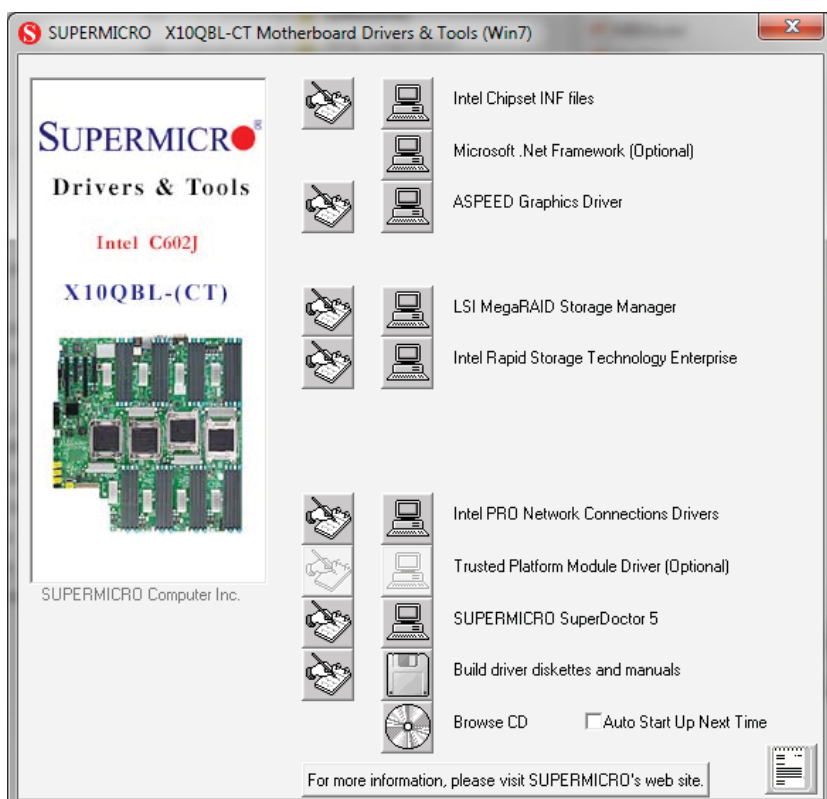 SUPERMICRO X10QBL-CT Motherboard Drivers & Tools (Win7)
SUPERMICRO®
Drivers & Tools
Intel C602J
X10QBL-(CT)
SUPERMICRO Computer Inc.
Intel Chipset INF files
Microsoft .Net Framework (Optional)
ASPEED Graphics Driver
LSI MegaRAID Storage Manager
Intel Rapid Storage Technology Enterprise
Intel PRO Network Connections Drivers
Trusted Platform Module Driver (Optional)
SUPERMICRO SuperDoctor 5
Build driver diskettes and manuals
Browse CD Auto Start Up Next Time
For more information, please visit SUPERMICRO's web site.